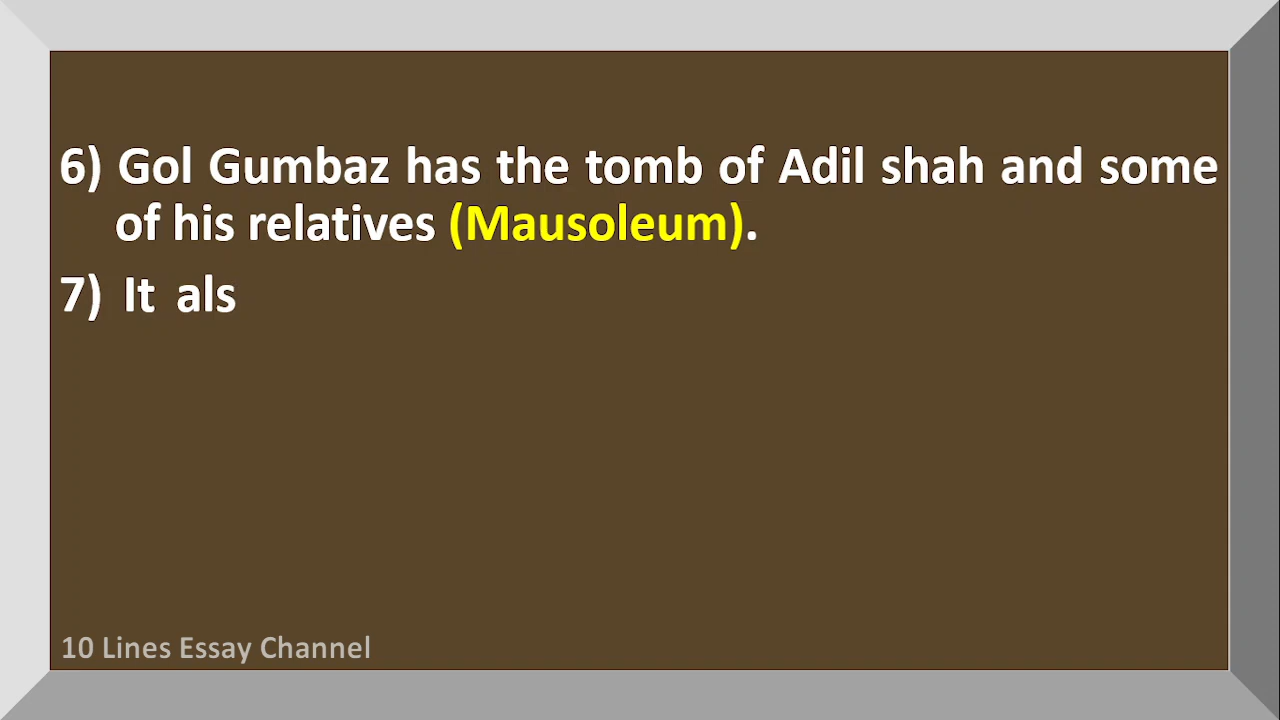 6) Gol Gumbaz has the tomb of Adil shah and some
of his relatives (Mausoleum).
7) It als
10 Lines Essay Channel